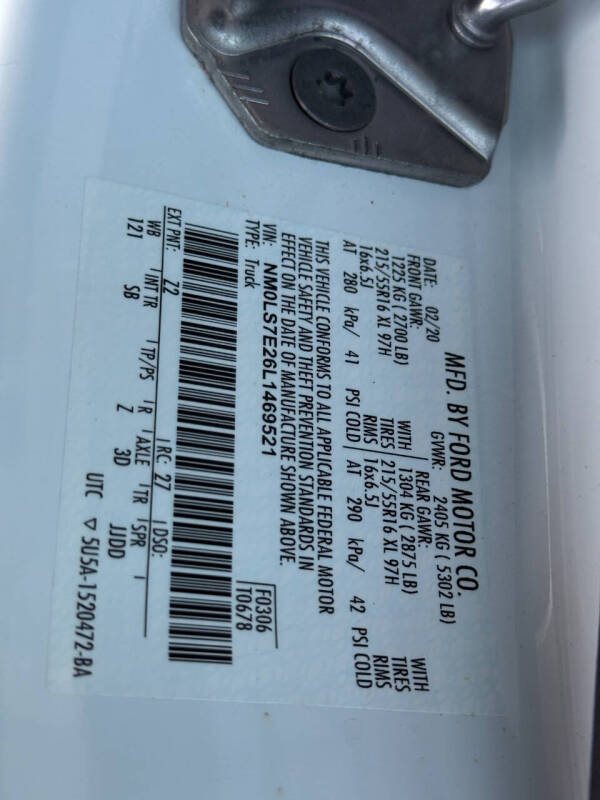 MFD. BY FORD MOTOR CO.
DATE: 02/20 GVWR: 2405 KG ( 5302 LB)
FRONT GAWR: REAR GAWR:
1225 KG ( 2700 LB) WITH 1304 KG ( 2875 LB) WITH
215/55R16 XL 97H TIRES 215/55R16 XL 97H TIRES
16x6.5J RIMS 16x6.5J RIMS
AT 280 kPa/ 41 PSI COLD AT 290 kPa/ 42 PSI COLD
THIS VEHICLE CONFORMS TO ALL APPLICABLE FEDERAL MOTOR
VEHICLE SAFETY AND THEFT PREVENTION STANDARDS IN
EFFECT ON THE DATE OF MANUFACTURE SHOWN ABOVE.
VIN: NM0LS7E26L1469521 F0306
TYPE: Truck T0678
EXT PNT: Z2 RC: 27 DSO:
WB INT TR TP/PS R AXLE TR SPR
121 SB Z 3D JJDD
UTC ▽ 5U5A-1520472-BA